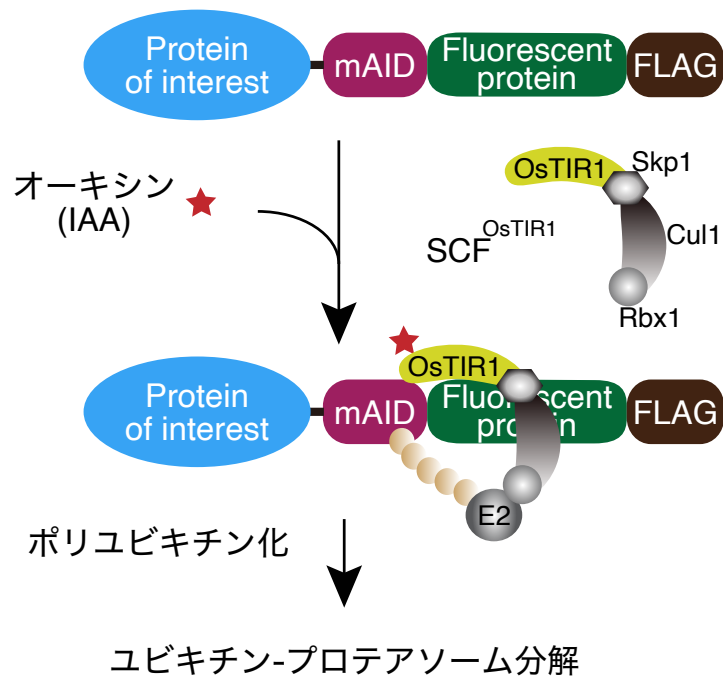 Protein
of interest
mAID
Fluorescent
protein
FLAG
オーキシン
(IAA)
OsTIR1
Skp1
SCF^OsTIR1
Cul1
Rbx1
OsTIR1
Protein
of interest
mAID
Fluorescent
protein
FLAG
E2
ポリユビキチン化
ユビキチン-プロテアソーム分解